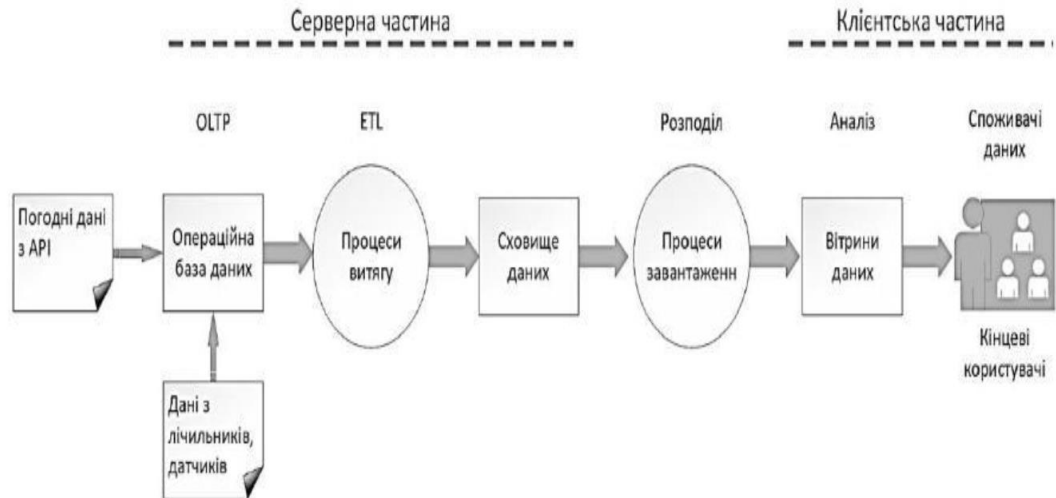 Серверна частина
Клієнтська частина
OLTP
ETL
Розподіл
Аналіз
Споживачі
даних
Погодні дані
з API
Операційна
база даних
Процеси
витягу
Сховище
даних
Процеси
завантаженн
Вітрини
даних
Кінцеві
користувачі
Дані з
лічильників,
датчиків